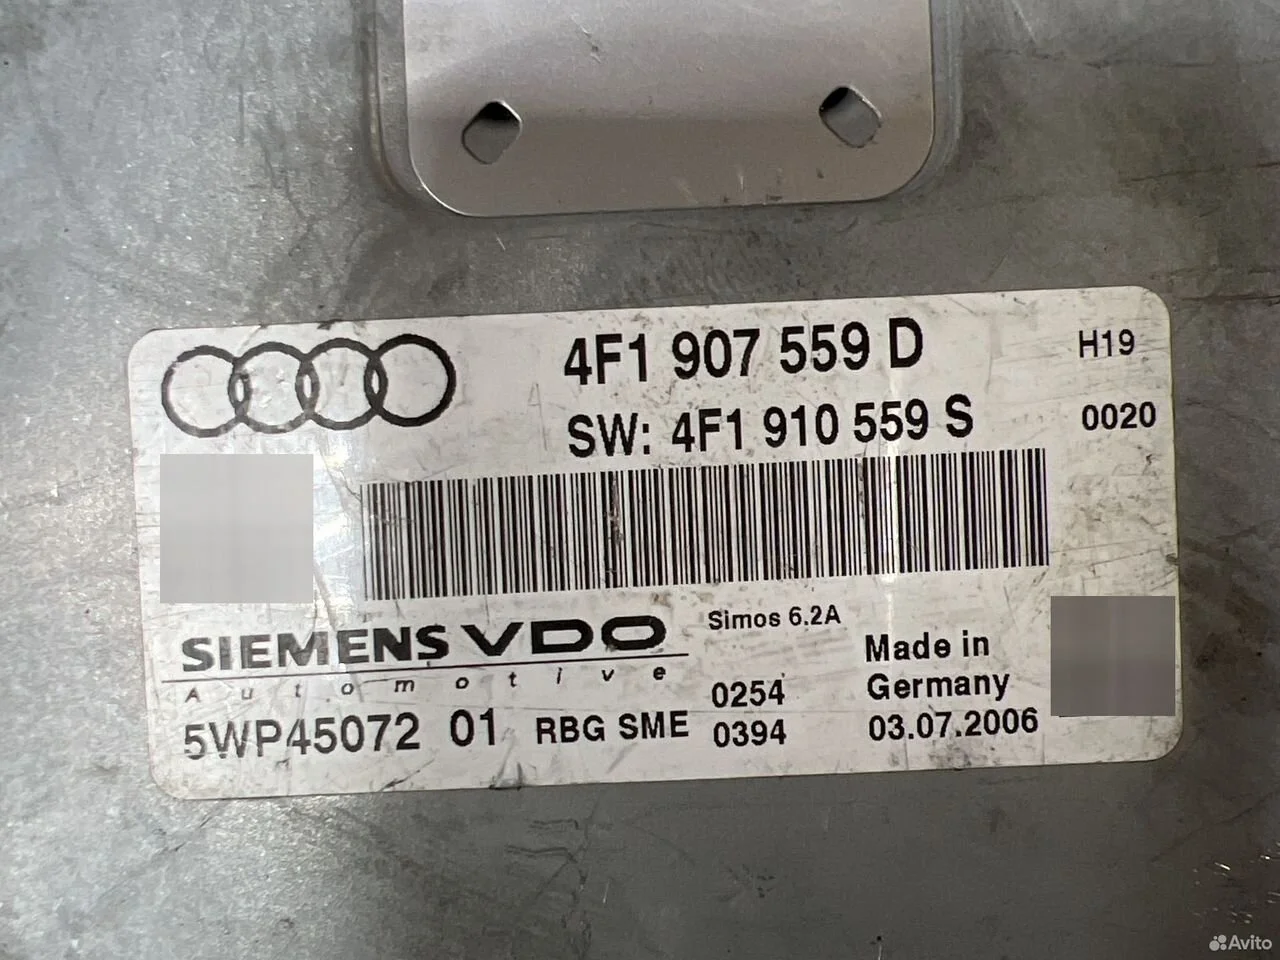 4F1 907 559 D
H19
SW: 4F1 910 559 S
0020
SIEMENS VDO
Automotive
Simos 6.2A
5WP45072 01 RBG SME
0254
0394
Made in
Germany
03.07.2006
Avito